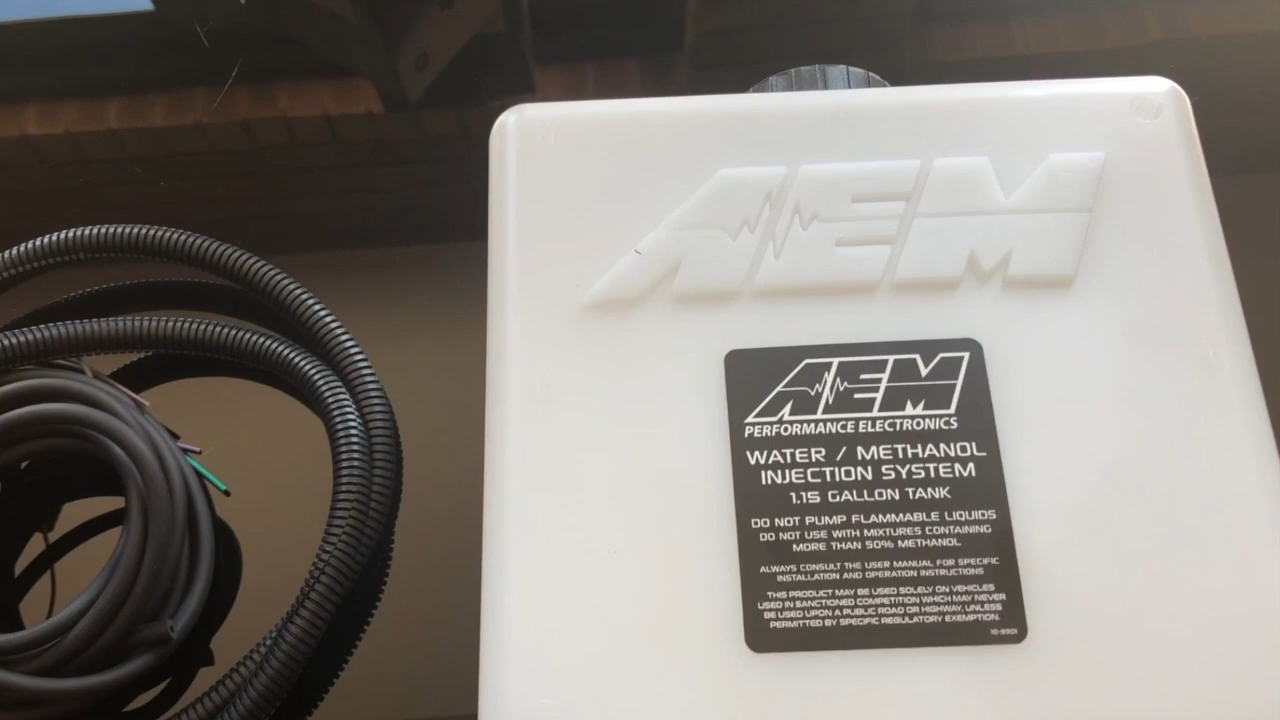 AEM
AEM
PERFORMANCE ELECTRONICS
WATER / METHANOL
INJECTION SYSTEM
1.15 GALLON TANK
DO NOT PUMP FLAMMABLE LIQUIDS
DO NOT USE WITH MIXTURES CONTAINING
MORE THAN 50% METHANOL
ALWAYS CONSULT THE USER MANUAL FOR SPECIFIC
INSTALLATION AND OPERATION INSTRUCTIONS
THIS PRODUCT MAY BE USED SOLELY ON VEHICLES
USED IN SANCTIONED COMPETITION WHICH MAY NEVER
BE USED UPON A PUBLIC ROAD OR HIGHWAY, UNLESS
PERMITTED BY SPECIFIC REGULATORY EXEMPTION.
10-9901